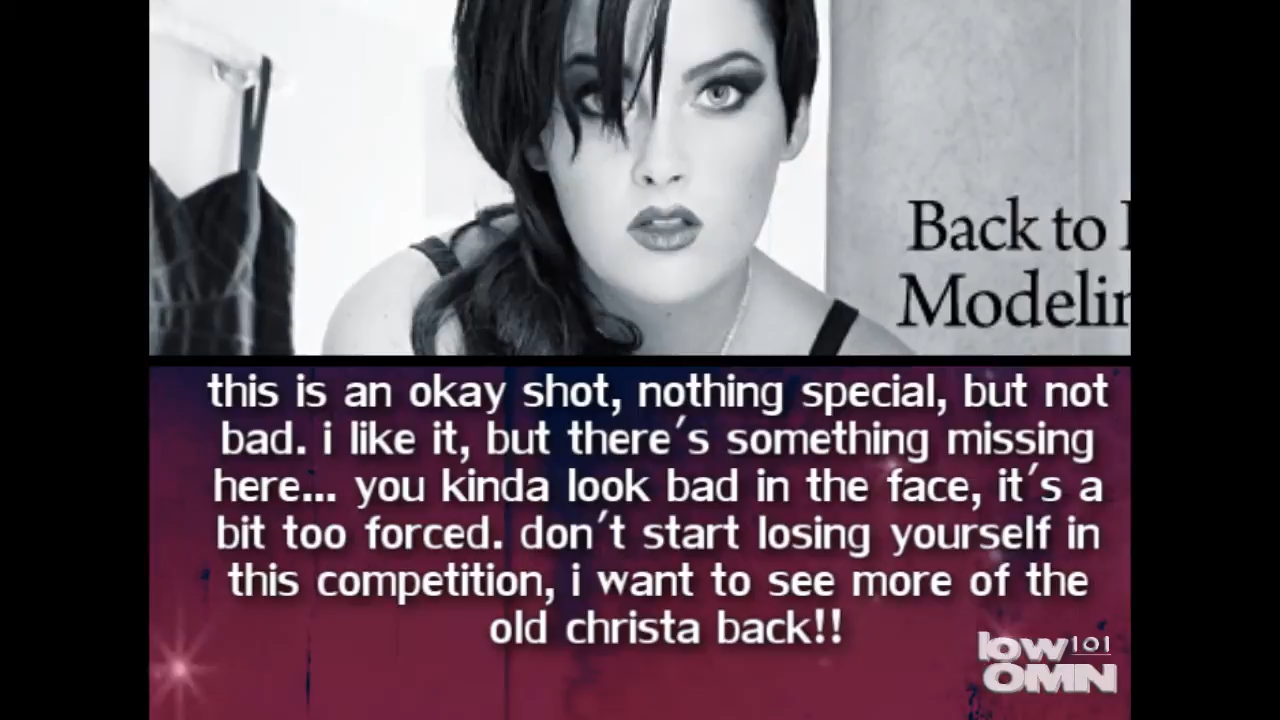 Back to
Modelin
this is an okay shot, nothing special, but not
bad. i like it, but there's something missing
here... you kinda look bad in the face, it's a
bit too forced. don't start losing yourself in
this competition, i want to see more of the
old christa back!!
low 101
OMN